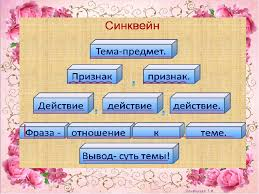 Синквейн
Тема-предмет.
Признак , признак.
Действие , действие , действие.
Фраза - отношение к теме.
Вывод- суть темы!